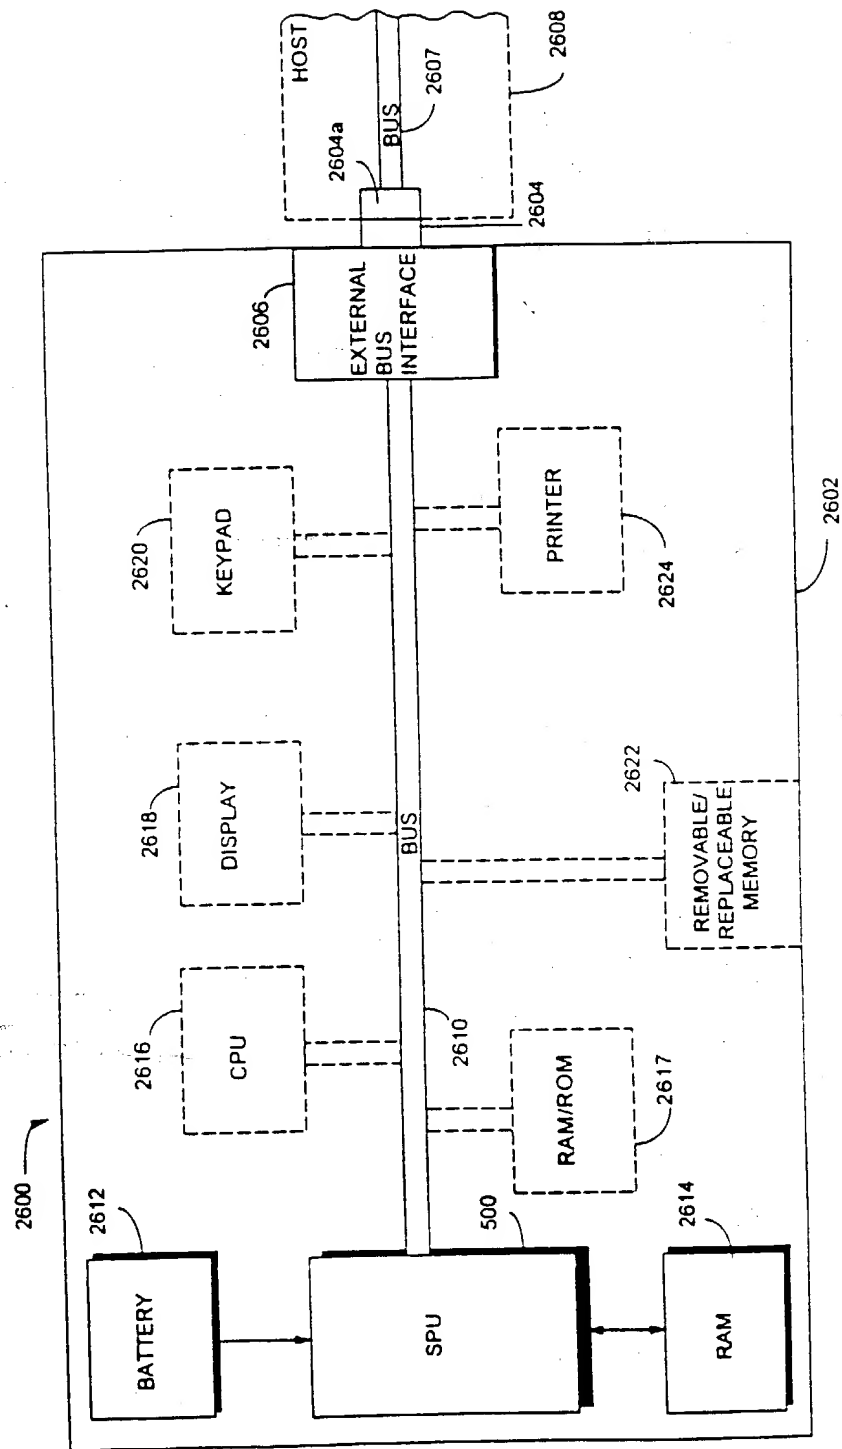 2600
2612
BATTERY
500
SPU
2614
RAM
2616
CPU
2610
RAM/ROM
2617
2618
DISPLAY
BUS
2622
REMOVABLE/
REPLACEABLE
MEMORY
2620
KEYPAD
PRINTER
2624
2602
2606
EXTERNAL
BUS
INTERFACE
2604a
2604
HOST
BUS
2607
2608